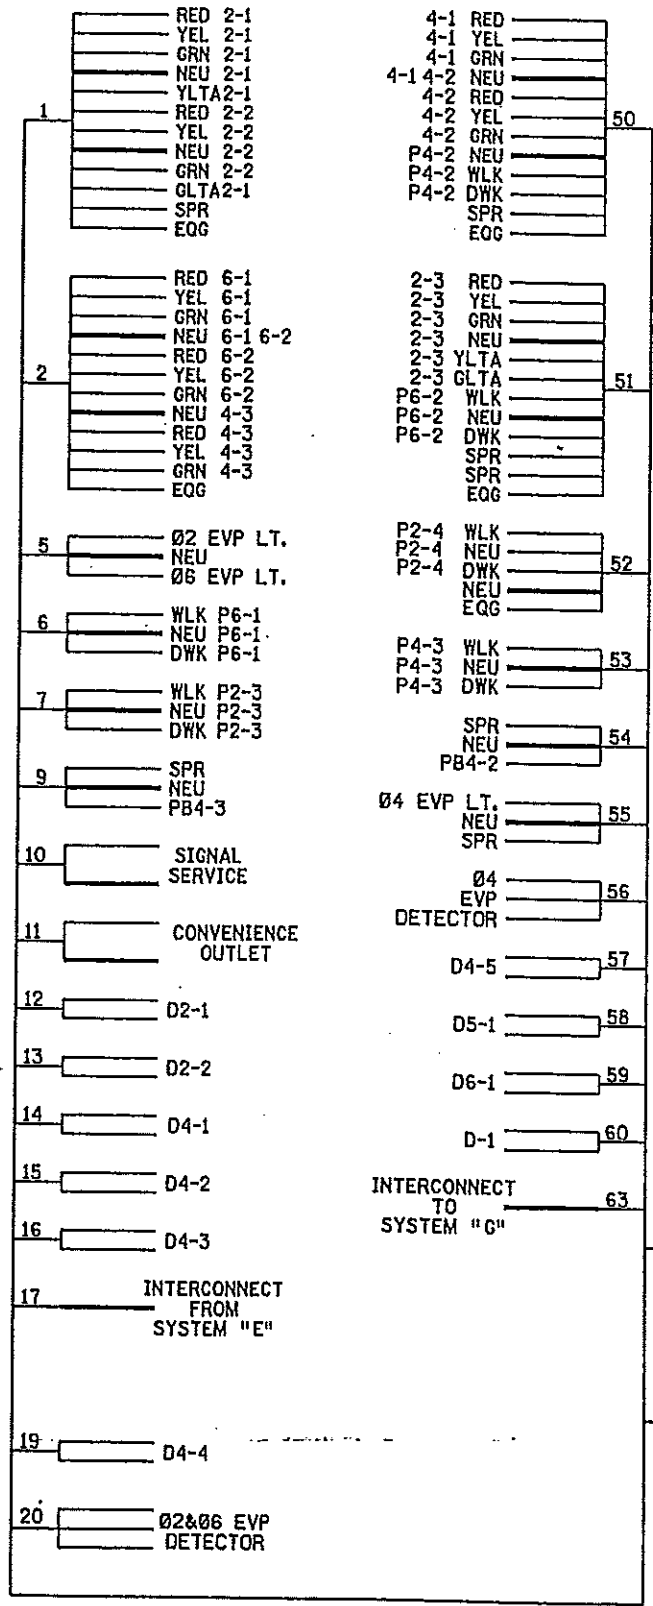 1
RED 2-1
YEL 2-1
GRN 2-1
NEU 2-1
YLTA2-1
RED 2-2
YEL 2-2
NEU 2-2
GRN 2-2
GLTA2-1
SPR
EQG
2
RED 6-1
YEL 6-1
GRN 6-1
NEU 6-1 6-2
RED 6-2
YEL 6-2
GRN 6-2
NEU 4-3
RED 4-3
YEL 4-3
GRN 4-3
EQG
5
Ø2 EVP LT.
NEU
Ø6 EVP LT.
6
WLK P6-1
NEU P6-1
DWK P6-1
7
WLK P2-3
NEU P2-3
DWK P2-3
9
SPR
NEU
PB4-3
10
SIGNAL
SERVICE
11
CONVENIENCE
OUTLET
12
D2-1
13
D2-2
14
D4-1
15
D4-2
16
D4-3
17
INTERCONNECT
FROM
SYSTEM "E"
19
D4-4
20
Ø2&Ø6 EVP
DETECTOR
4-1 RED
4-1 YEL
4-1 GRN
4-1 4-2 NEU
4-2 RED
4-2 YEL
4-2 GRN
P4-2 NEU
P4-2 WLK
P4-2 DWK
SPR
EQG
50
2-3 RED
2-3 YEL
2-3 GRN
2-3 NEU
2-3 YLTA
2-3 GLTA
P6-2 WLK
P6-2 NEU
P6-2 DWK
SPR
SPR
EQG
51
P2-4 WLK
P2-4 NEU
P2-4 DWK
NEU
EQG
52
P4-3 WLK
P4-3 NEU
P4-3 DWK
53
SPR
NEU
PB4-2
54
Ø4 EVP LT.
NEU
SPR
55
Ø4
EVP
DETECTOR
56
D4-5
57
D5-1
58
D6-1
59
D-1
60
INTERCONNECT
TO
SYSTEM "G"
63